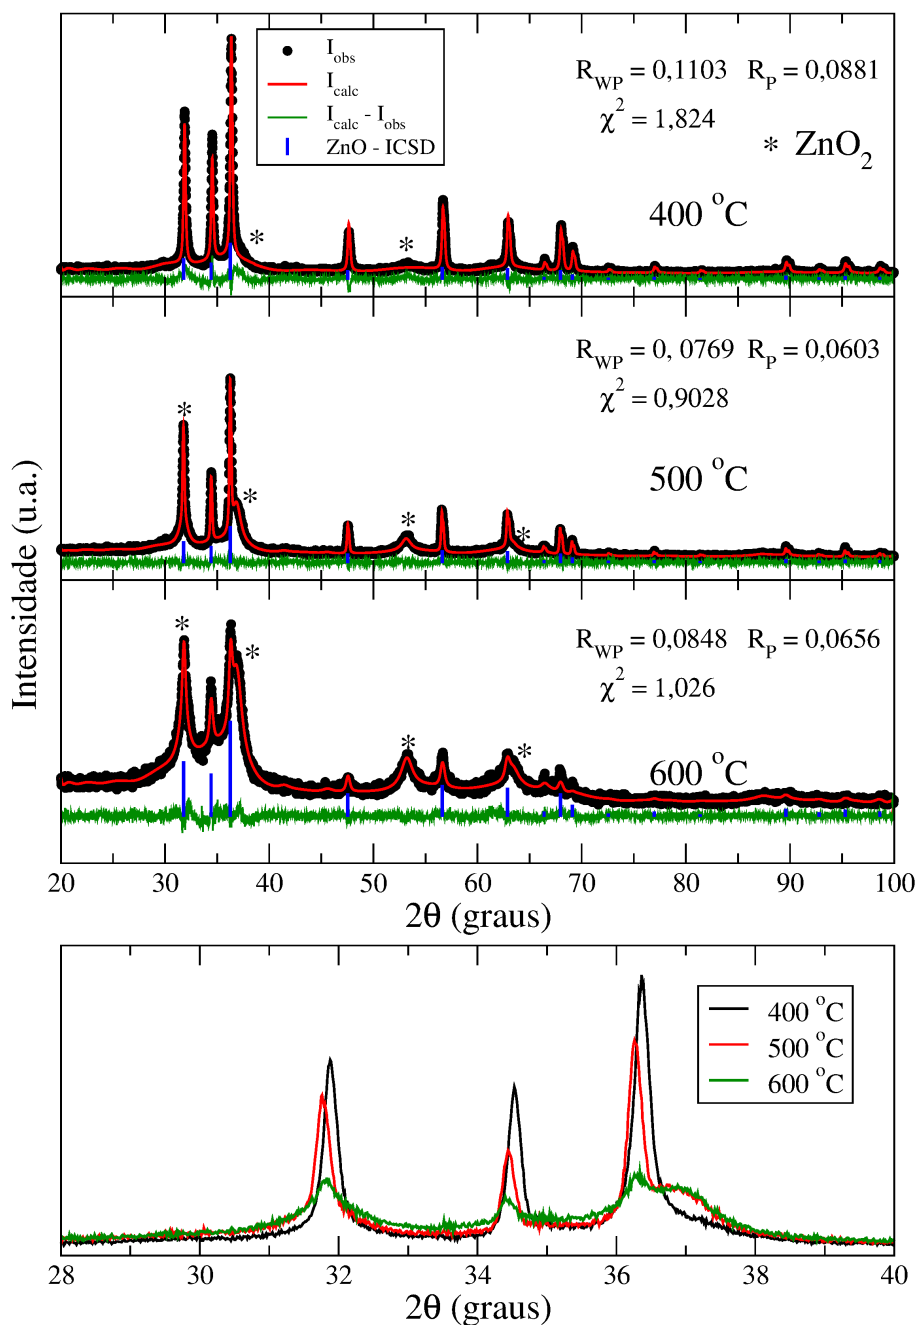 I_obs
I_calc
I_calc - I_obs
ZnO - ICSD
R_WP = 0,1103 R_P = 0,0881
χ² = 1,824
* ZnO₂
400 °C
* *
R_WP = 0, 0769 R_P = 0,0603
χ² = 0,9028
500 °C
* * * *
R_WP = 0,0848 R_P = 0,0656
χ² = 1,026
600 °C
* * * *
Intensidade (u.a.)
20 30 40 50 60 70 80 90 100
2θ (graus)
400 °C
500 °C
600 °C
28 30 32 34 36 38 40
2θ (graus)